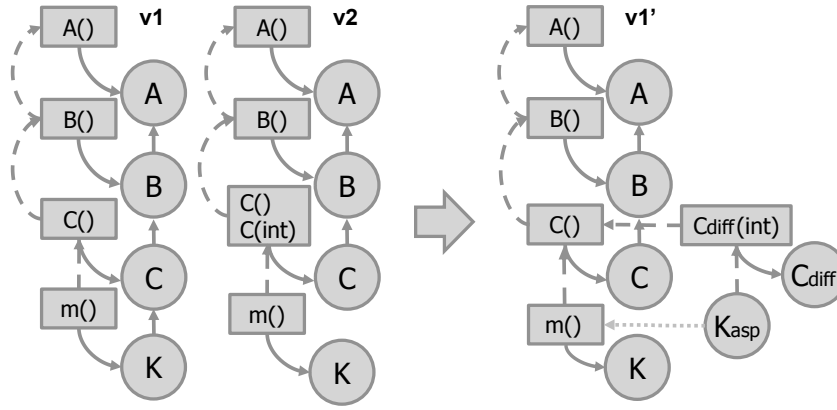 v1
A()
A
B()
B
C()
C
m()
K
v2
A()
A
B()
B
C()
C(int)
C
m()
K
v1’
A()
A
B()
B
C()
Cdiff(int)
C
Cdiff
m()
Kasp
K